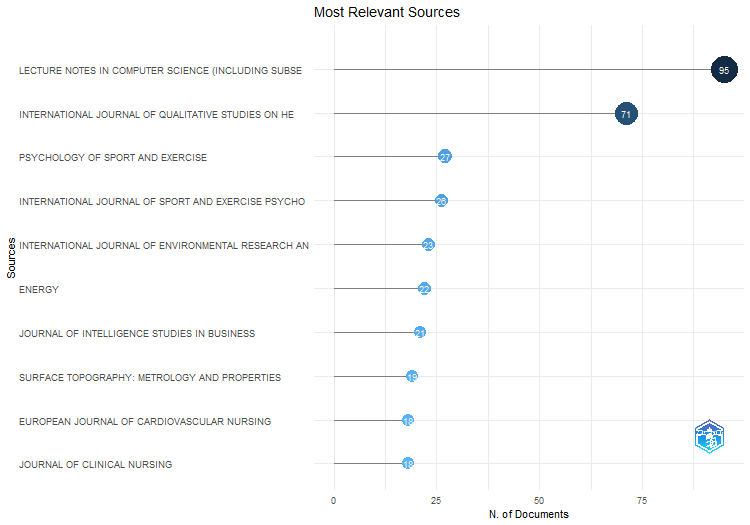 Most Relevant Sources
LECTURE NOTES IN COMPUTER SCIENCE (INCLUDING SUBSE 95
INTERNATIONAL JOURNAL OF QUALITATIVE STUDIES ON HE 71
PSYCHOLOGY OF SPORT AND EXERCISE 27
INTERNATIONAL JOURNAL OF SPORT AND EXERCISE PSYCHO 26
INTERNATIONAL JOURNAL OF ENVIRONMENTAL RESEARCH AN 23
Sources
ENERGY 22
JOURNAL OF INTELLIGENCE STUDIES IN BUSINESS 21
SURFACE TOPOGRAPHY: METROLOGY AND PROPERTIES 19
EUROPEAN JOURNAL OF CARDIOVASCULAR NURSING 18
JOURNAL OF CLINICAL NURSING 18
0 25 50 75
N. of Documents